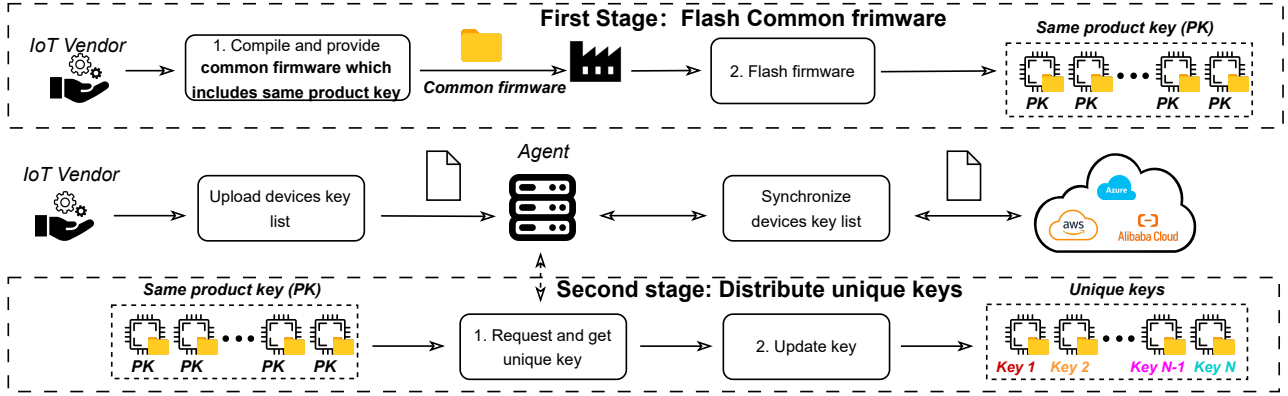 First Stage: Flash Common frimware
IoT Vendor
1. Compile and provide
common firmware which
includes same product key
Common firmware
2. Flash firmware
Same product key (PK)
PK PK PK PK
IoT Vendor
Upload devices key
list
Agent
Synchronize
devices key list
Azure
aws
Alibaba Cloud
Second stage: Distribute unique keys
Same product key (PK)
PK PK PK PK
1. Request and get
unique key
2. Update key
Unique keys
Key 1 Key 2 Key N-1 Key N